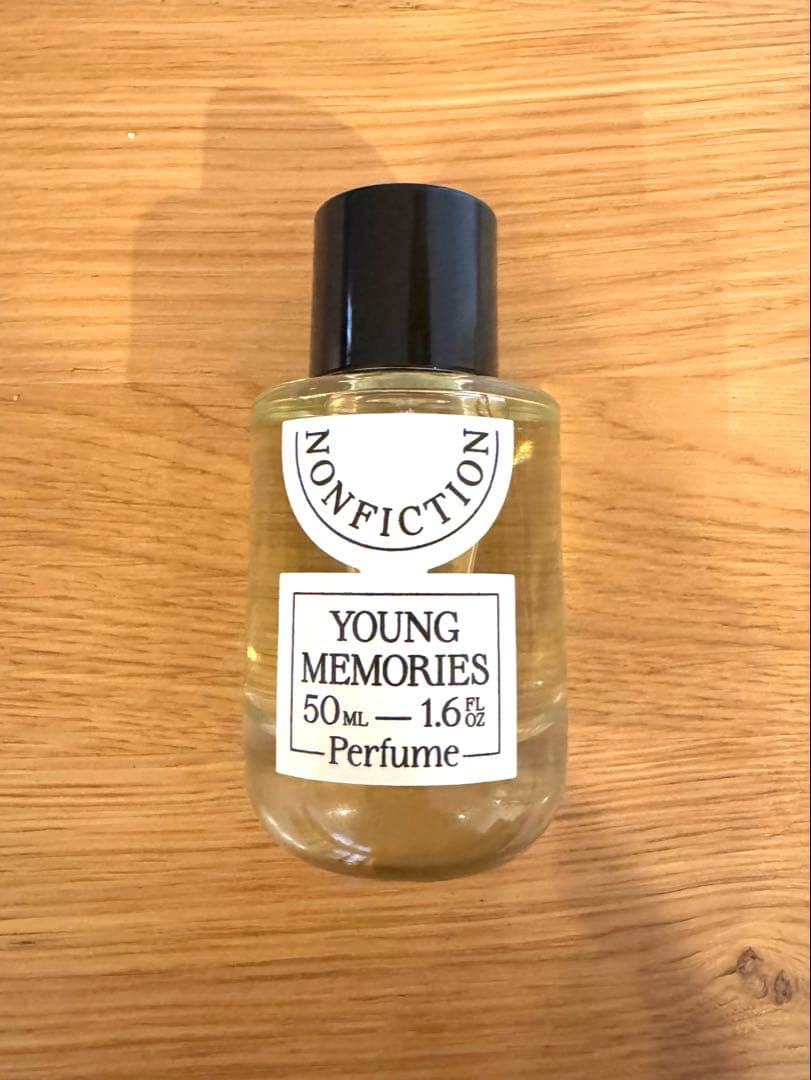 NONFICTION
YOUNG
MEMORIES
50ML — 1.6 FL OZ
Perfume